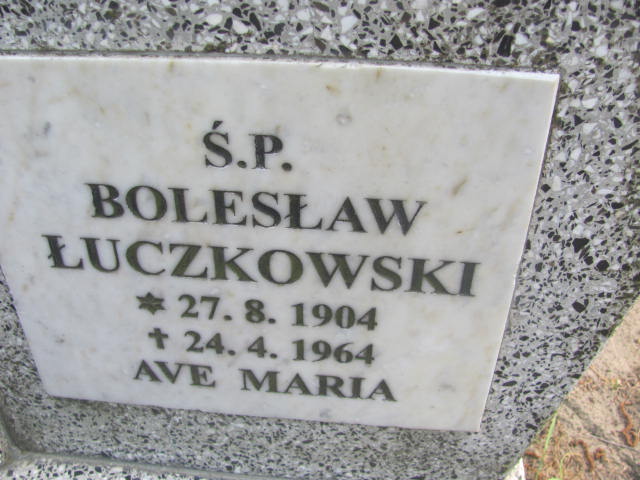 Ś.P.
BOLESŁAW
ŁUCZKOWSKI
✶ 27. 8. 1904
✝ 24. 4. 1964
AVE MARIA